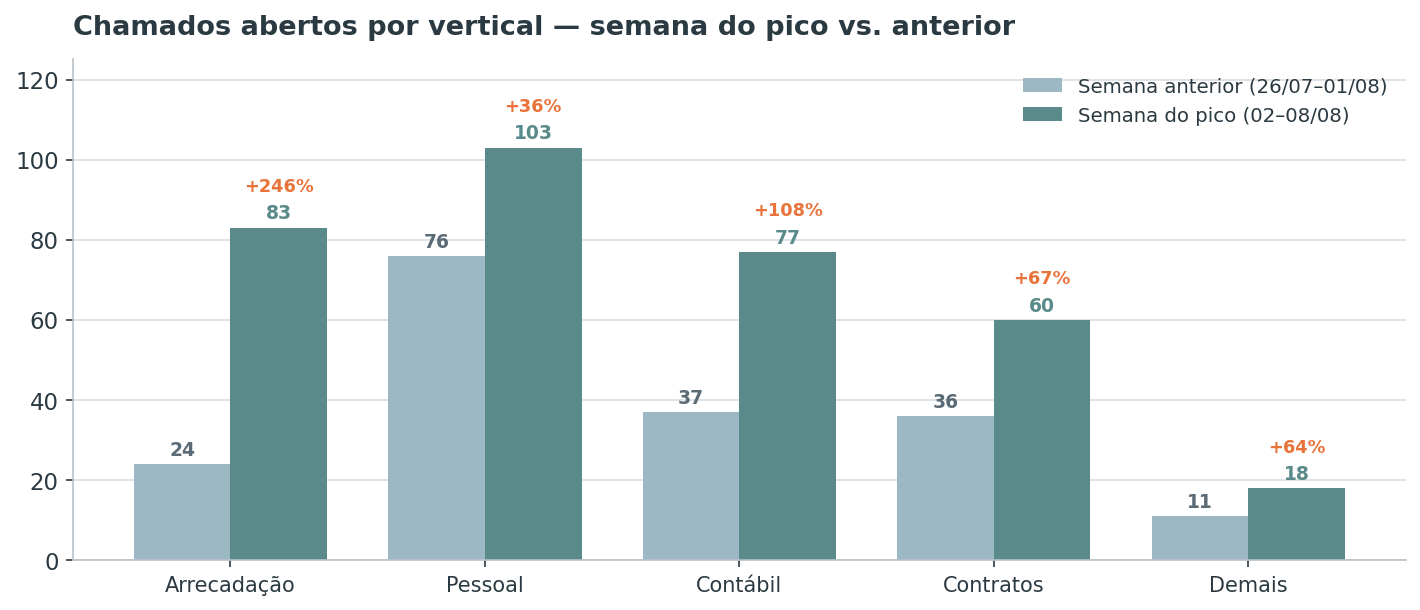 Chamados abertos por vertical — semana do pico vs. anterior
Semana anterior (26/07–01/08)
Semana do pico (02–08/08)
120
100
80
60
40
20
0
24
+246%
83
76
+36%
103
37
+108%
77
36
+67%
60
11
+64%
18
Arrecadação
Pessoal
Contábil
Contratos
Demais